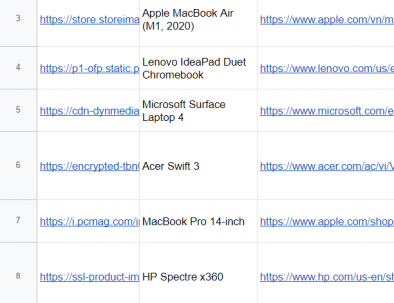 3 https://store.storeima Apple MacBook Air (M1, 2020) https://www.apple.com/vn/m
4 https://p1-ofp.static.p Lenovo IdeaPad Duet Chromebook https://www.lenovo.com/us/e
5 https://cdn-dynmedia Microsoft Surface Laptop 4 https://www.microsoft.com/e
6 https://encrypted-tbn Acer Swift 3 https://www.acer.com/ac/vi/V
7 https://i.pcmag.com/i MacBook Pro 14-inch https://www.apple.com/shop
8 https://ssl-product-im HP Spectre x360 https://www.hp.com/us-en/sh